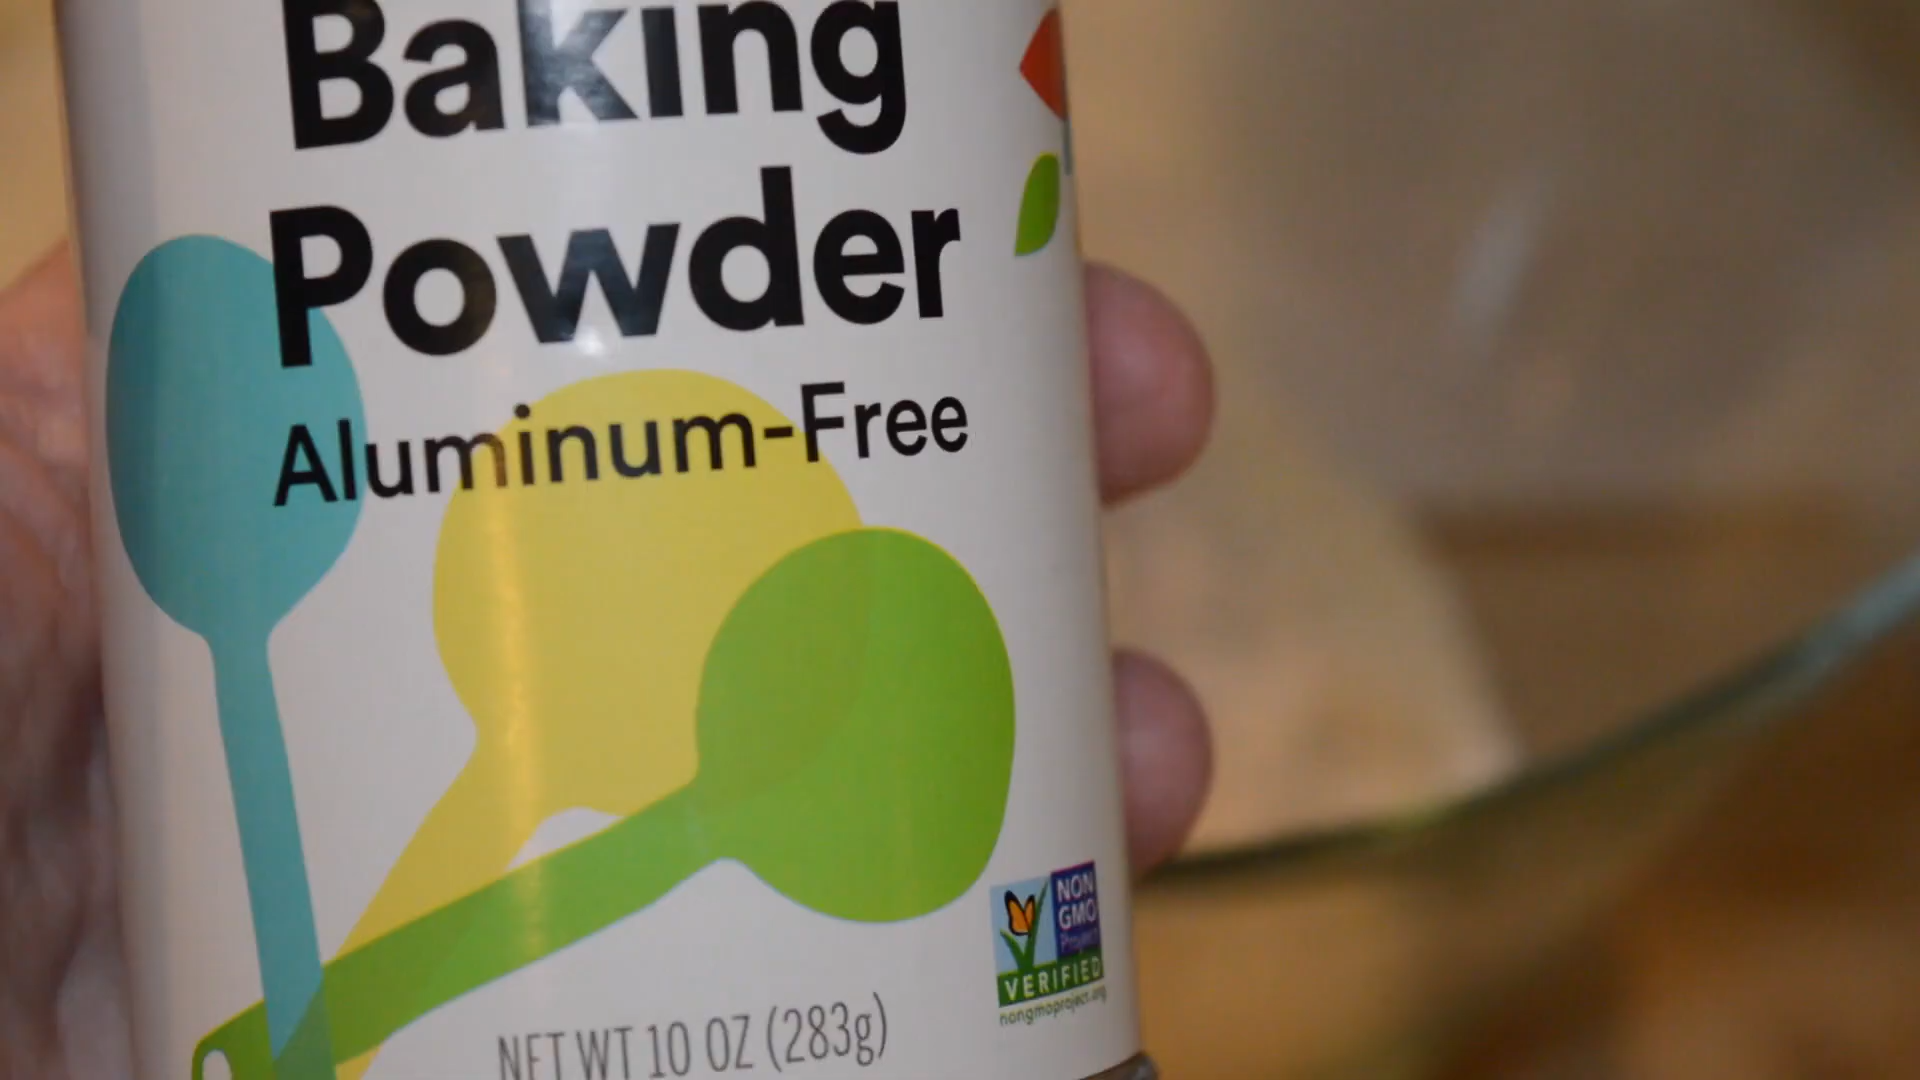 Baking
Powder
Aluminum-Free
NON
GMO
Project
VERIFIED
nongmoproject.org
NET WT 10 OZ (283g)